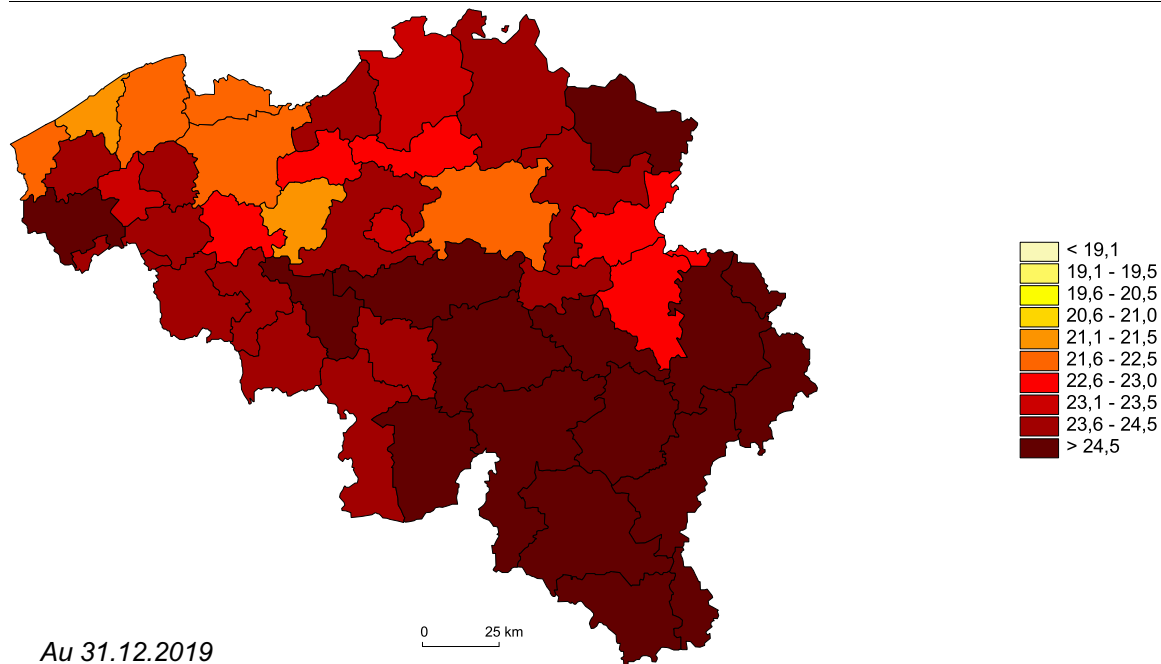 < 19,1
19,1 - 19,5
19,6 - 20,5
20,6 - 21,0
21,1 - 21,5
21,6 - 22,5
22,6 - 23,0
23,1 - 23,5
23,6 - 24,5
> 24,5
0 25 km
Au 31.12.2019